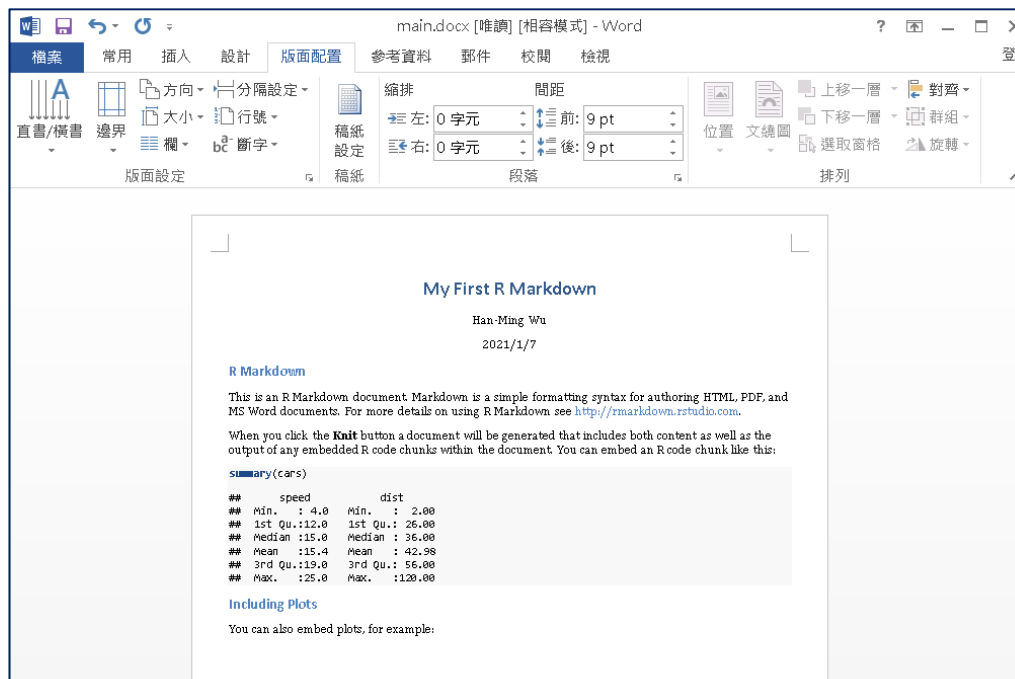 main.docx [唯讀] [相容模式] - Word
?
檔案 常用 插入 設計 版面配置 參考資料 郵件 校閱 檢視 登
直書/橫書 邊界 方向 大小 欄 分隔設定 行號 斷字
版面設定
稿紙設定
稿紙
縮排 間距
左: 0 字元 前: 9 pt
右: 0 字元 後: 9 pt
段落
位置 文繞圖 上移一層 下移一層 選取窗格 對齊 群組 旋轉
排列
My First R Markdown
Han-Ming Wu
2021/1/7
R Markdown
This is an R Markdown document. Markdown is a simple formatting syntax for authoring HTML, PDF, and
MS Word documents. For more details on using R Markdown see http://rmarkdown.rstudio.com.
When you click the Knit button a document will be generated that includes both content as well as the
output of any embedded R code chunks within the document. You can embed an R code chunk like this:
summary(cars)
## speed dist
## Min. : 4.0 Min. : 2.00
## 1st Qu.:12.0 1st Qu.: 26.00
## Median :15.0 Median : 36.00
## Mean :15.4 Mean : 42.98
## 3rd Qu.:19.0 3rd Qu.: 56.00
## Max. :25.0 Max. :120.00
Including Plots
You can also embed plots, for example: